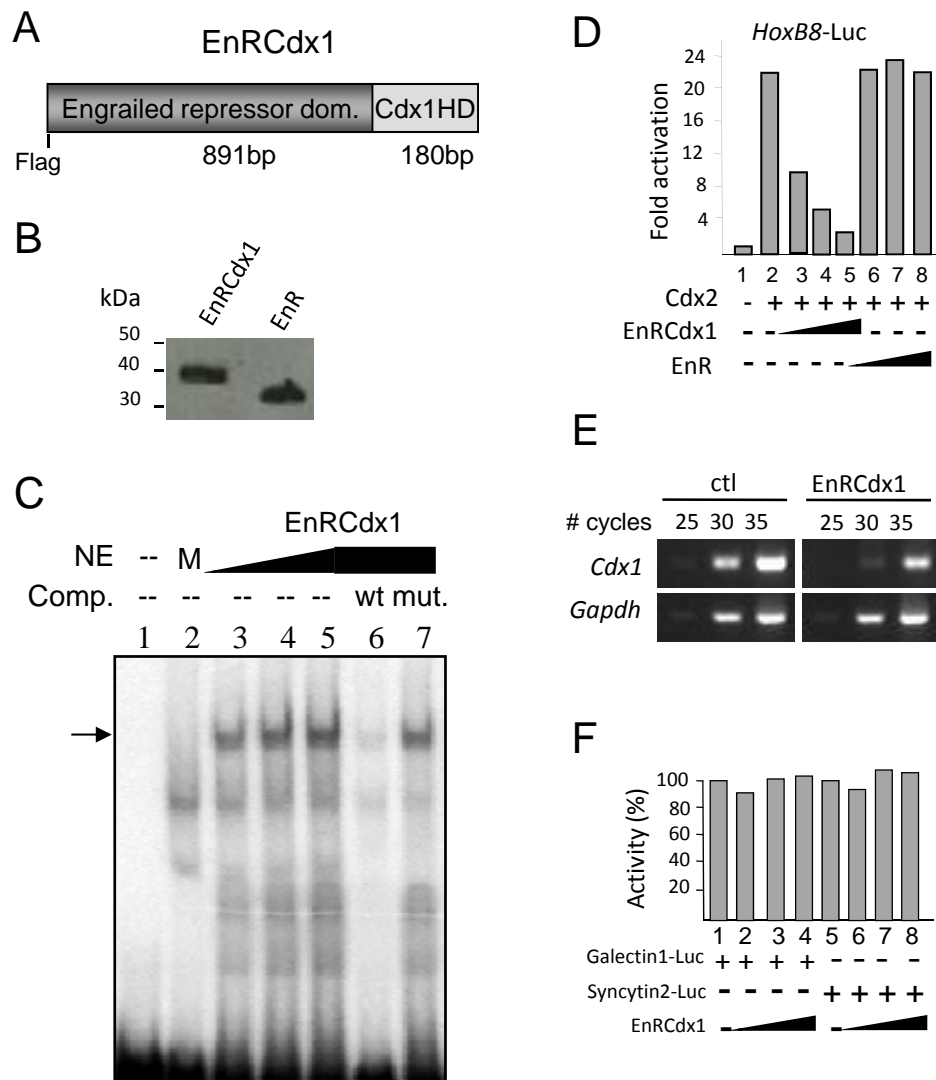 A
EnRCdx1
Engrailed repressor dom. Cdx1HD
Flag 891bp 180bp
B
kDa EnRCdx1 EnR
50
40
30
C
EnRCdx1
NE -- M
Comp. -- -- -- -- -- wt mut.
1 2 3 4 5 6 7
D
HoxB8-Luc
Fold activation
24
20
16
12
8
4
1 2 3 4 5 6 7 8
Cdx2 - + + + + + + +
EnRCdx1 - - - - -
EnR - - - - -
E
ctl EnRCdx1
# cycles 25 30 35 25 30 35
Cdx1
Gapdh
F
Activity (%)
100
80
60
40
20
1 2 3 4 5 6 7 8
Galectin1-Luc + + + + - - - -
Syncytin2-Luc - - - - + + + +
EnRCdx1 - -